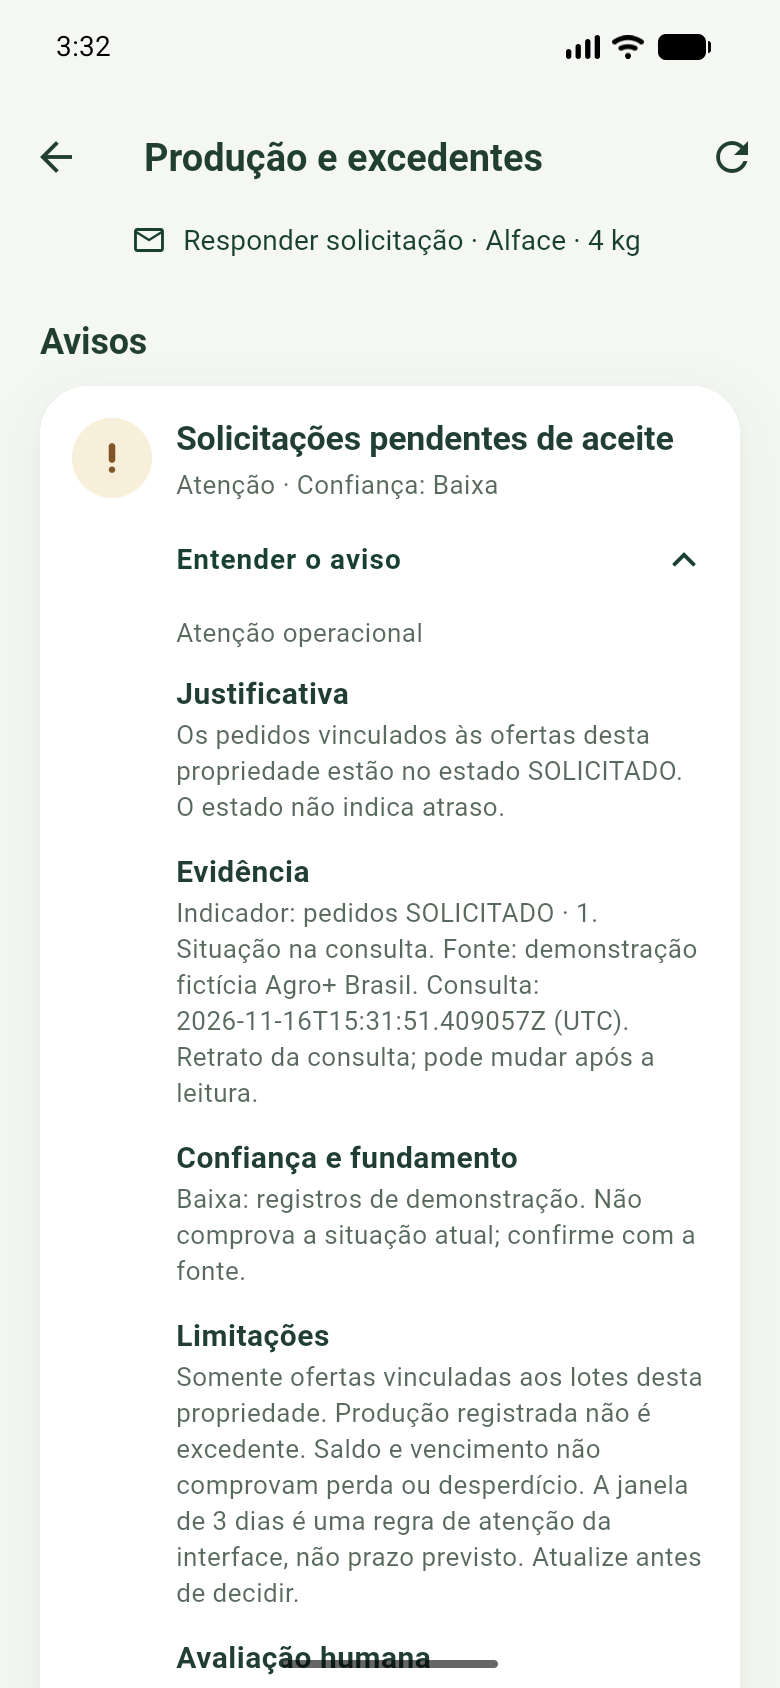 3:32
Produção e excedentes
Responder solicitação · Alface · 4 kg
Avisos
Solicitações pendentes de aceite
Atenção · Confiança: Baixa
Entender o aviso
Atenção operacional
Justificativa
Os pedidos vinculados às ofertas desta
propriedade estão no estado SOLICITADO.
O estado não indica atraso.
Evidência
Indicador: pedidos SOLICITADO · 1.
Situação na consulta. Fonte: demonstração
fictícia Agro+ Brasil. Consulta:
2026-11-16T15:31:51.409057Z (UTC).
Retrato da consulta; pode mudar após a
leitura.
Confiança e fundamento
Baixa: registros de demonstração. Não
comprova a situação atual; confirme com a
fonte.
Limitações
Somente ofertas vinculadas aos lotes desta
propriedade. Produção registrada não é
excedente. Saldo e vencimento não
comprovam perda ou desperdício. A janela
de 3 dias é uma regra de atenção da
interface, não prazo previsto. Atualize antes
de decidir.
Avaliação humana